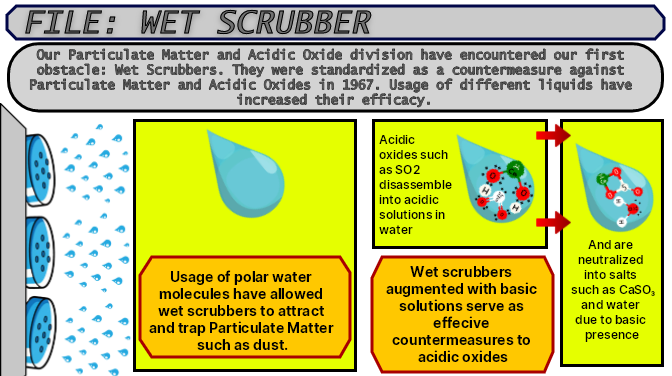 FILE: WET SCRUBBER
Our Particulate Matter and Acidic Oxide division have encountered our first
obstacle: Wet Scrubbers. They were standardized as a countermeasure against
Particulate Matter and Acidic Oxides in 1967. Usage of different liquids have
increased their efficacy.
Usage of polar water
molecules have allowed
wet scrubbers to attract
and trap Particulate Matter
such as dust.
Acidic
oxides such
as SO2
disassemble
into acidic
solutions in
water
Wet scrubbers
augmented with basic
solutions serve as
effecive
countermeasures to
acidic oxides
And are
neutralized
into salts
such as CaSO₃
and water
due to basic
presence